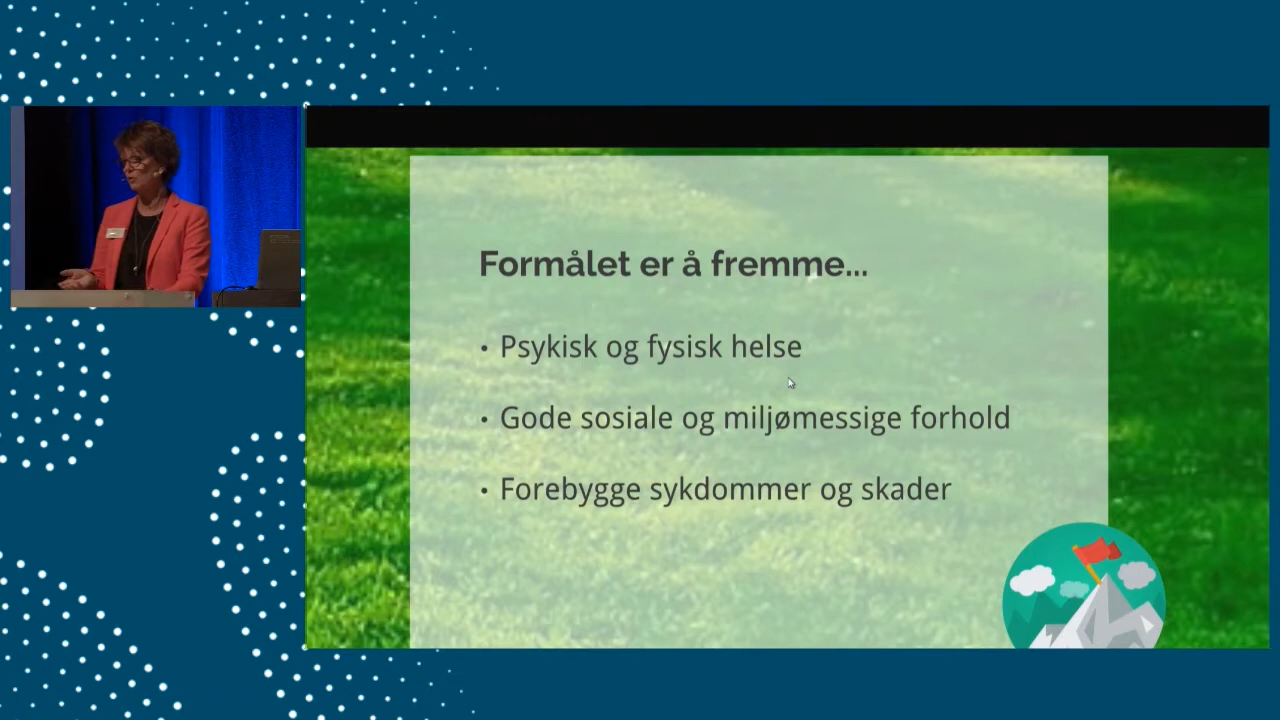 Formålet er å fremme...
• Psykisk og fysisk helse
• Gode sosiale og miljømessige forhold
• Forebygge sykdommer og skader